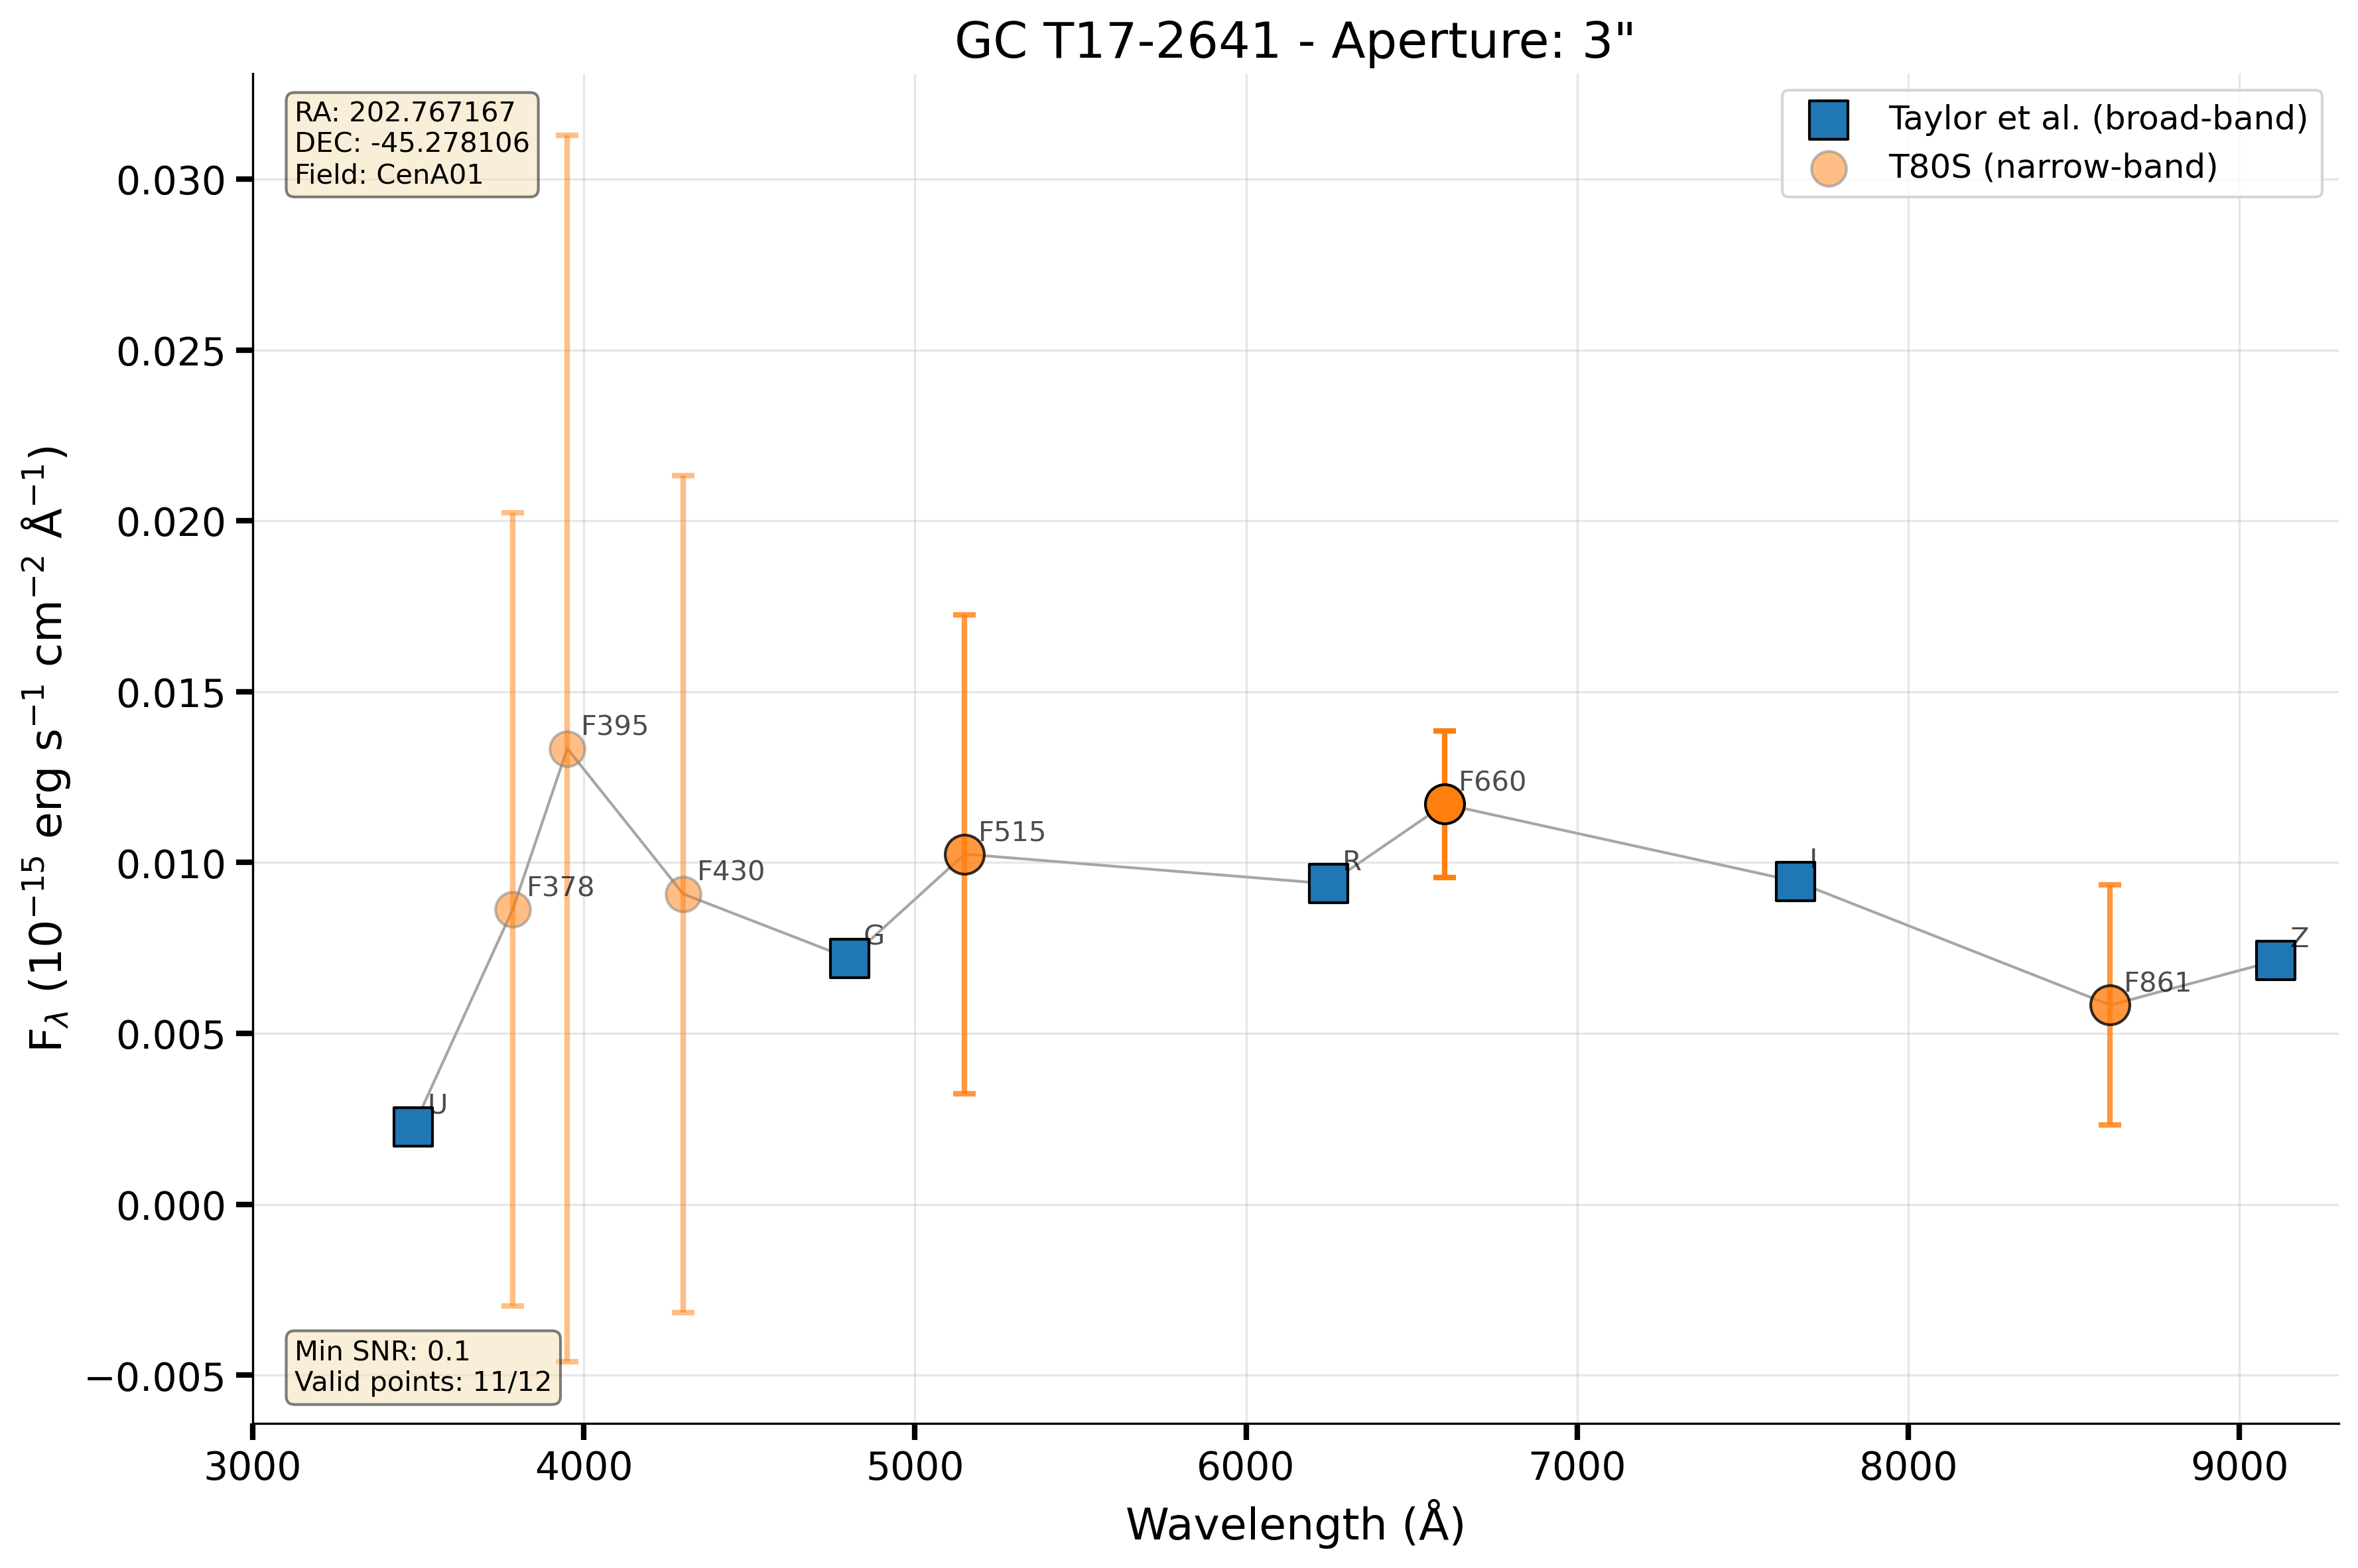 GC T17-2641 - Aperture: 3"
RA: 202.767167
DEC: -45.278106
Field: CenA01
Taylor et al. (broad-band)
T80S (narrow-band)
0.030
0.025
0.020
0.015
0.010
0.005
0.000
−0.005
F_λ (10⁻¹⁵ erg s⁻¹ cm⁻² Å⁻¹)
U
F378
F395
F430
G
F515
R
F660
I
F861
Z
Min SNR: 0.1
Valid points: 11/12
3000 4000 5000 6000 7000 8000 9000
Wavelength (Å)